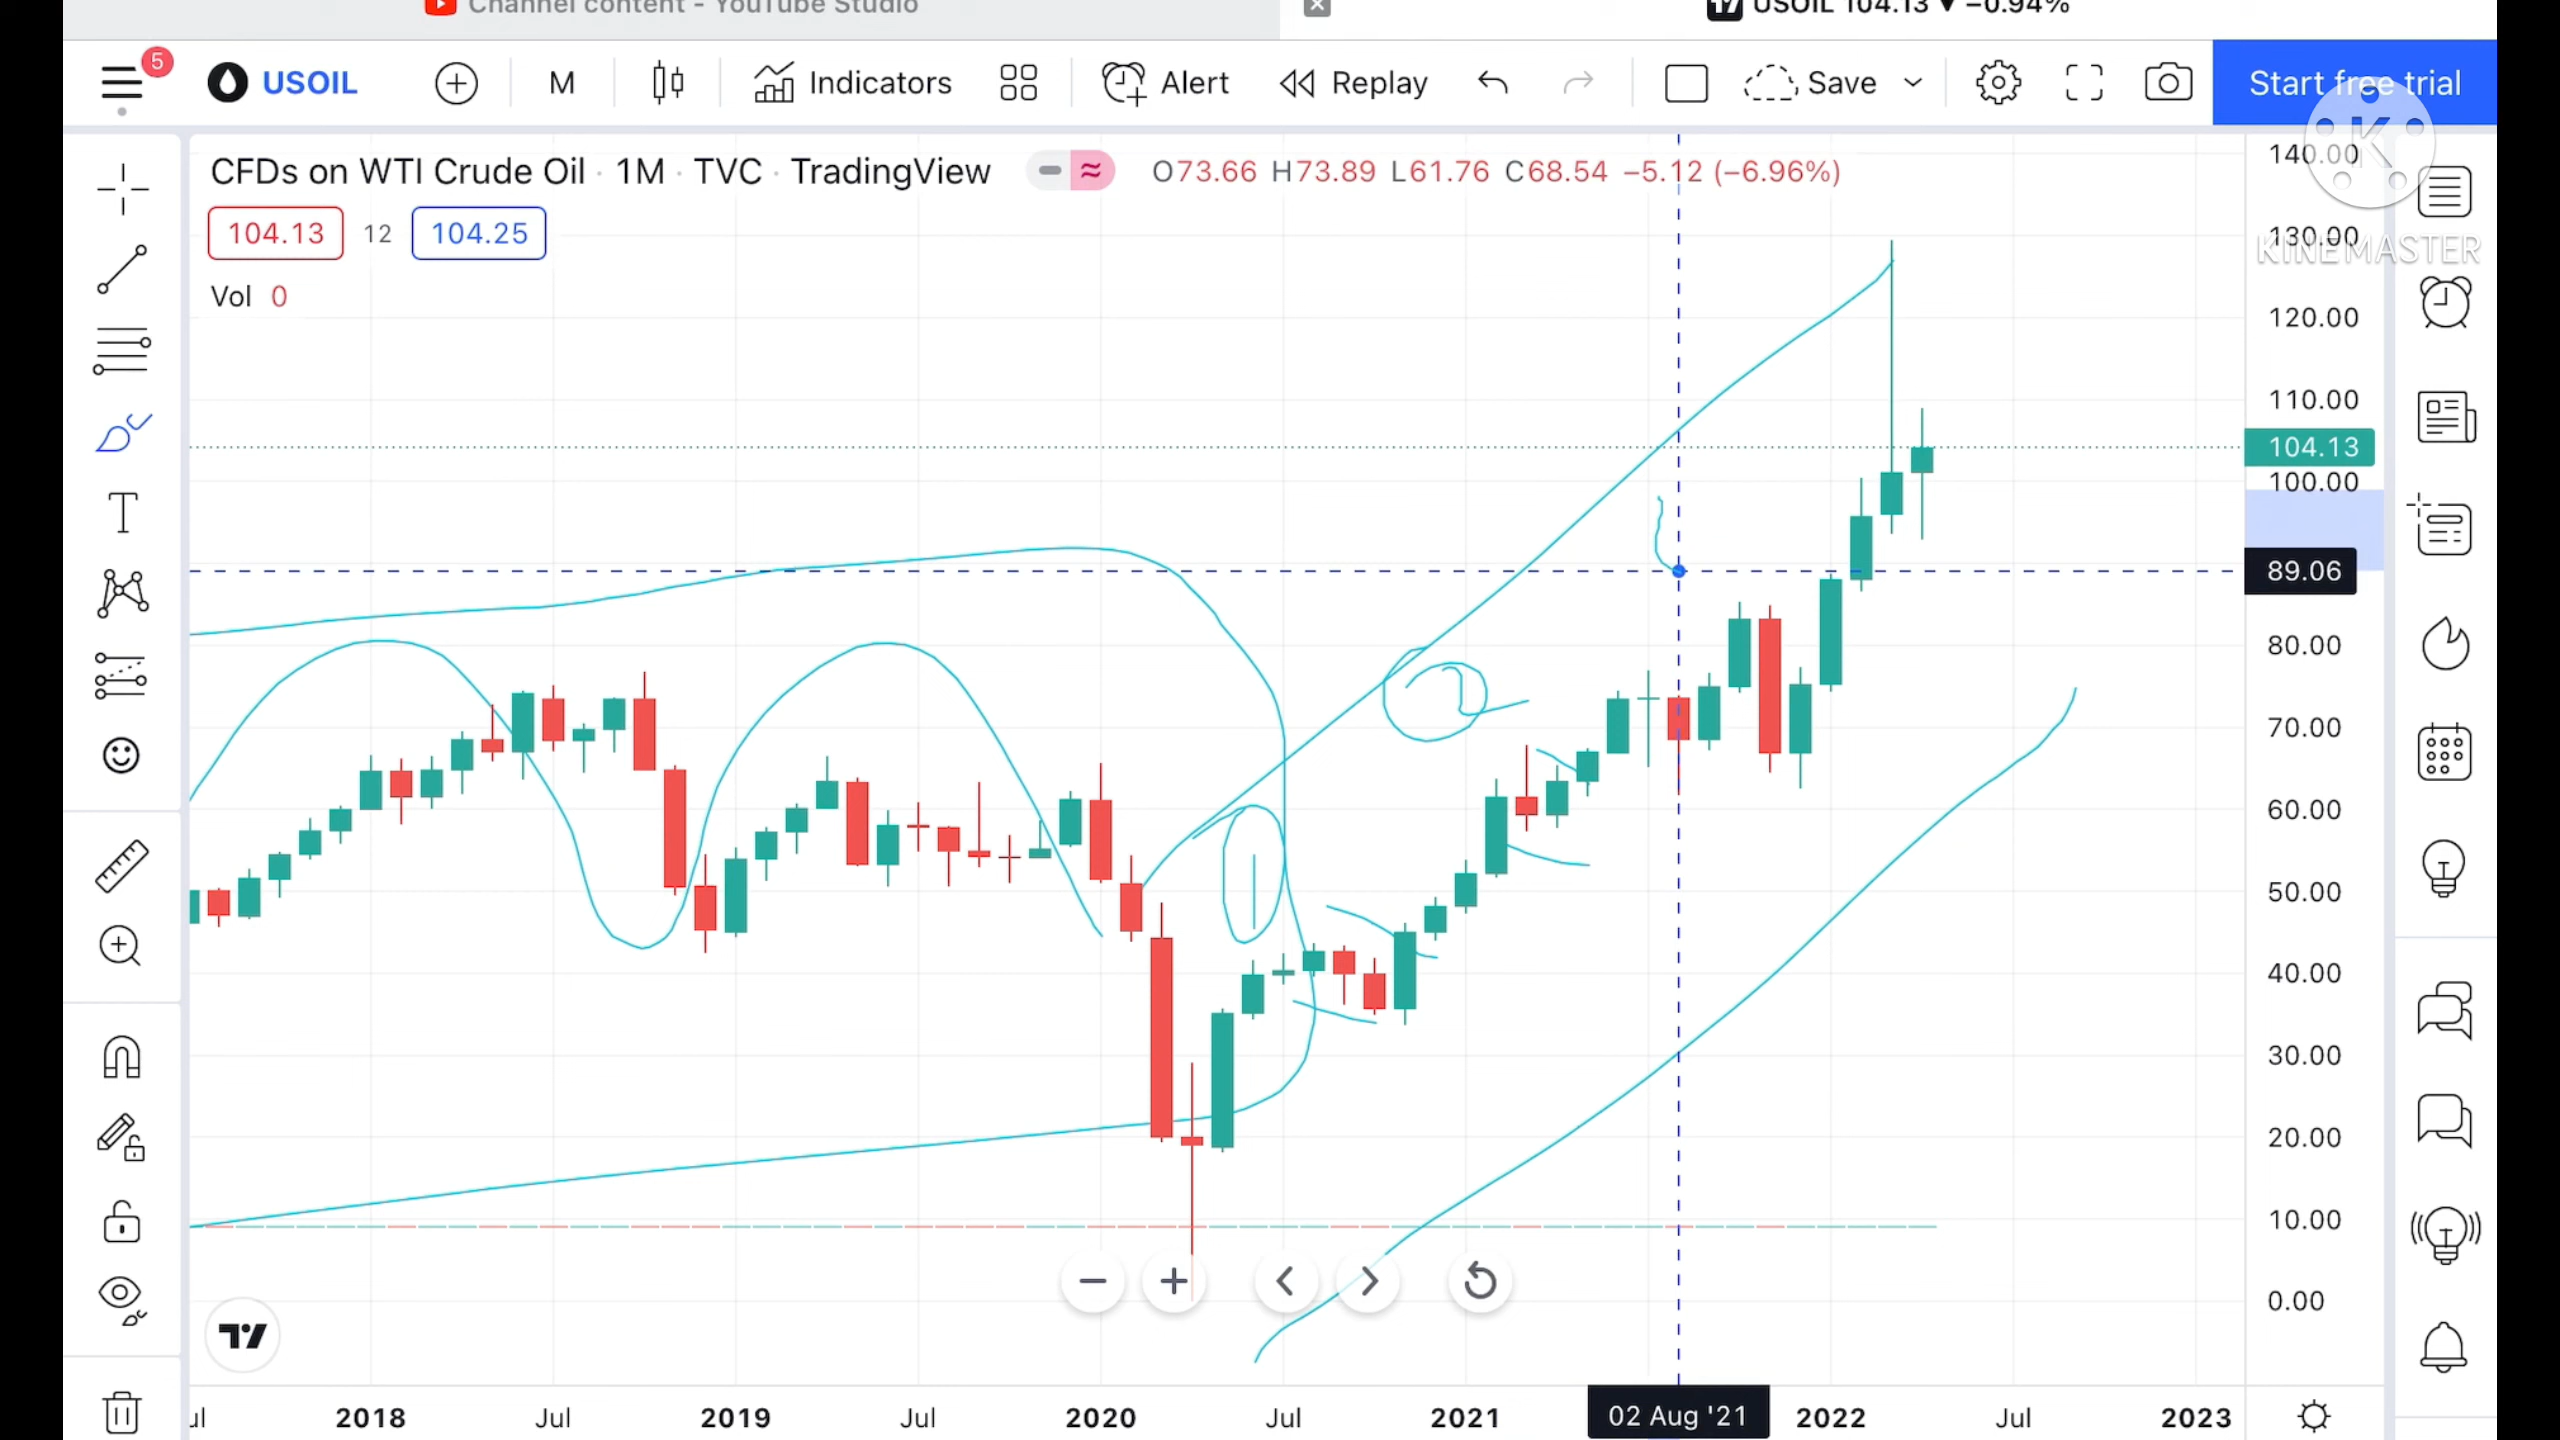 Channel content - YouTube Studio
USOIL 104.13 ▼ −0.94%
5
USOIL M Indicators Alert Replay Save Start free trial
CFDs on WTI Crude Oil · 1M · TVC · TradingView O73.66 H73.89 L61.76 C68.54 −5.12 (−6.96%)
104.13 12 104.25
Vol 0
K
KINEMASTER
140.00
130.00
120.00
110.00
104.13
100.00
89.06
80.00
70.00
60.00
50.00
40.00
30.00
20.00
10.00
0.00
2
1
ul 2018 Jul 2019 Jul 2020 Jul 2021 02 Aug '21 2022 Jul 2023